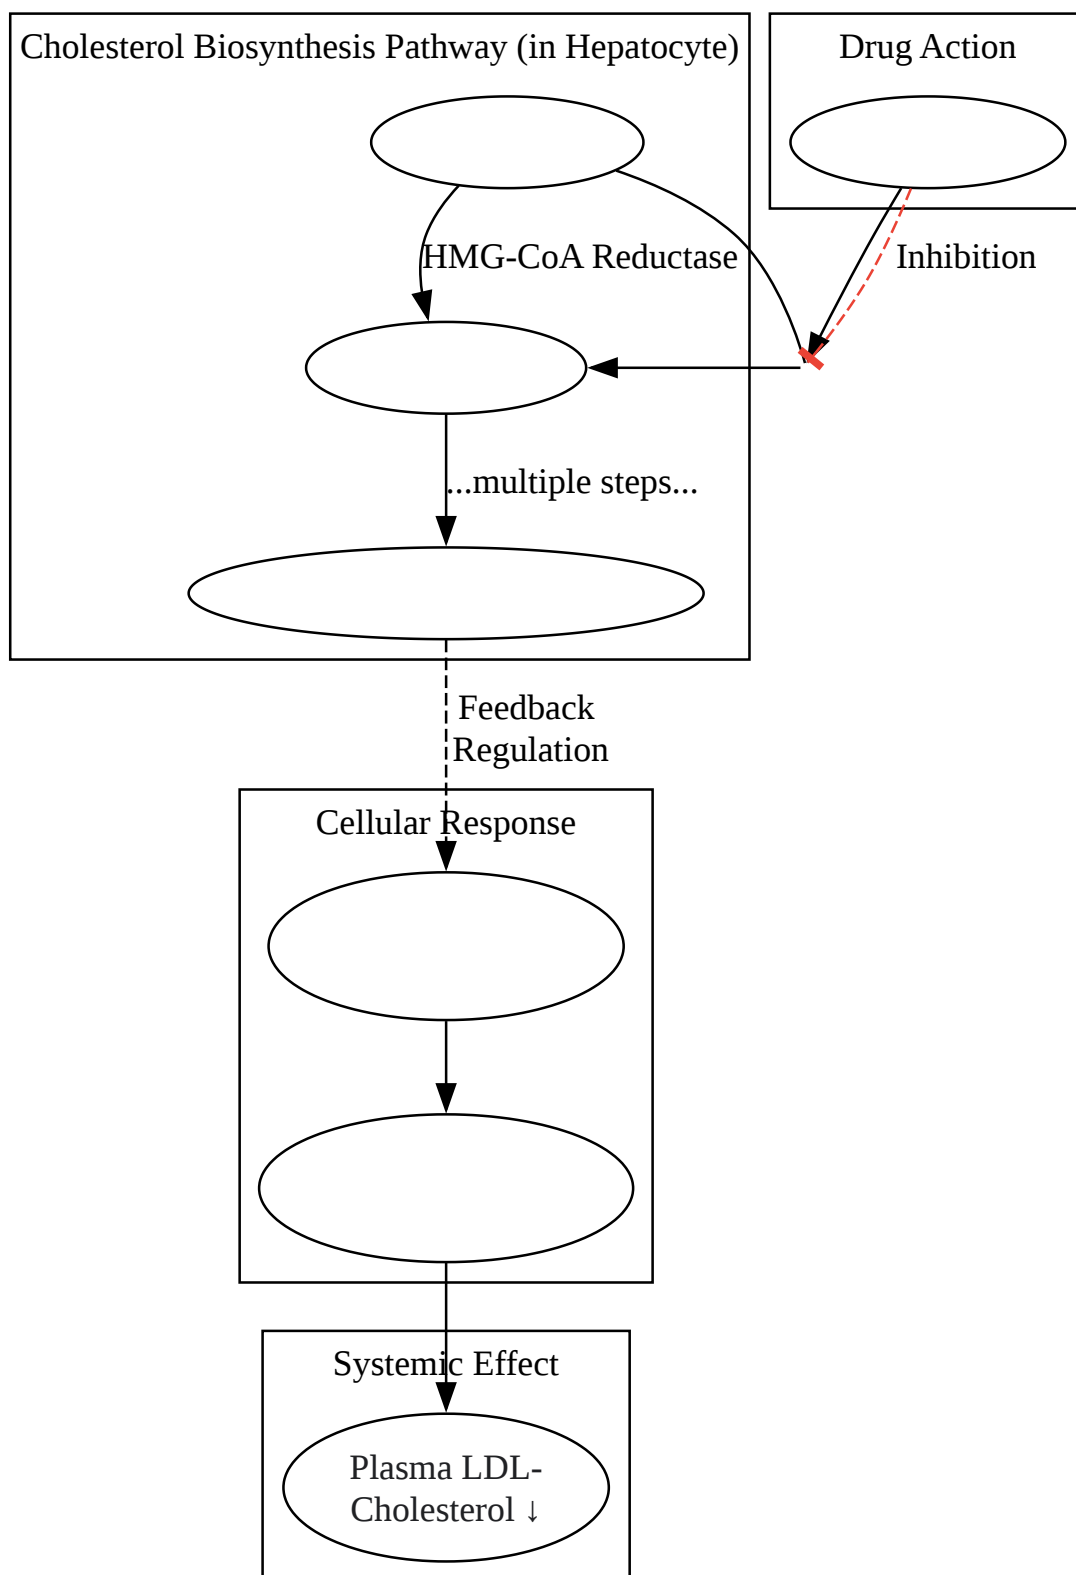 Cholesterol Biosynthesis Pathway (in Hepatocyte)
Drug Action
HMG-CoA Reductase
Inhibition
...multiple steps...
Feedback
Regulation
Cellular Response
Systemic Effect
Plasma LDL-
Cholesterol ↓